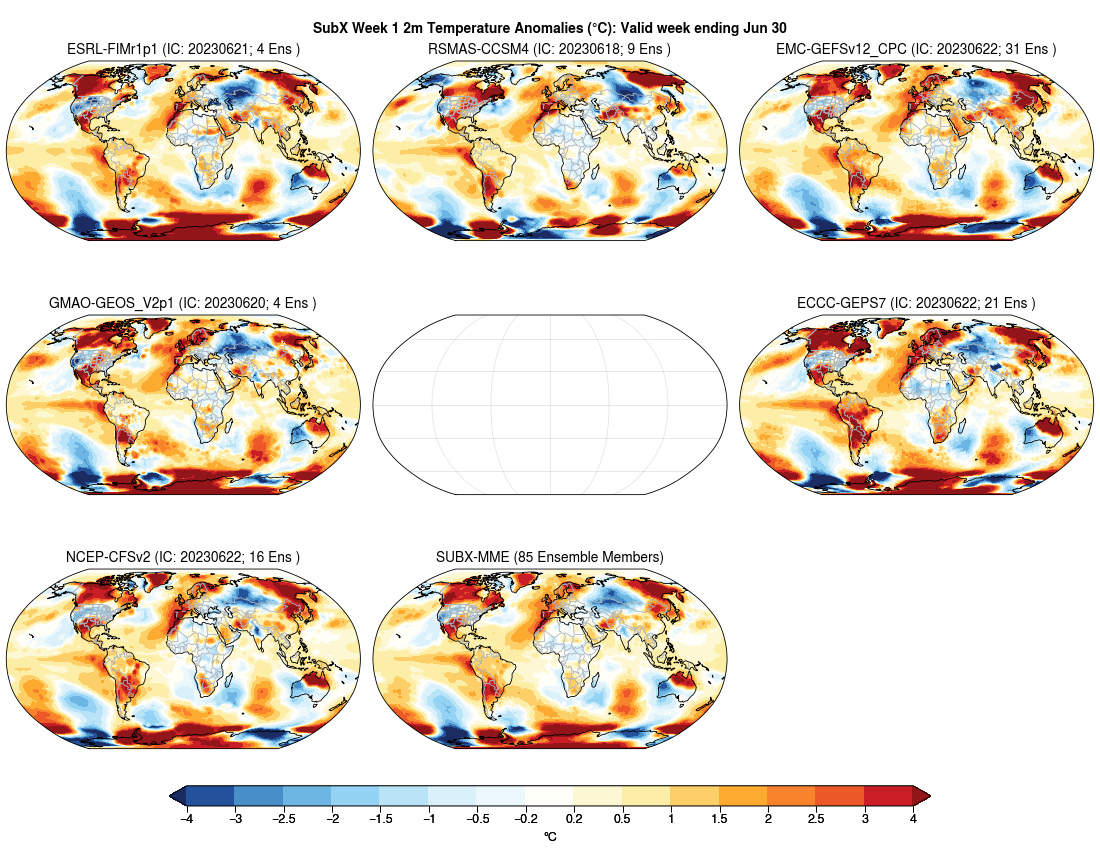 SubX Week 1 2m Temperature Anomalies (°C): Valid week ending Jun 30
ESRL-FIMr1p1 (IC: 20230621; 4 Ens )
RSMAS-CCSM4 (IC: 20230618; 9 Ens )
EMC-GEFSv12_CPC (IC: 20230622; 31 Ens )
GMAO-GEOS_V2p1 (IC: 20230620; 4 Ens )
ECCC-GEPS7 (IC: 20230622; 21 Ens )
NCEP-CFSv2 (IC: 20230622; 16 Ens )
SUBX-MME (85 Ensemble Members)
−4 −3 −2.5 −2 −1.5 −1 −0.5 −0.2 0.2 0.5 1 1.5 2 2.5 3 4
°C